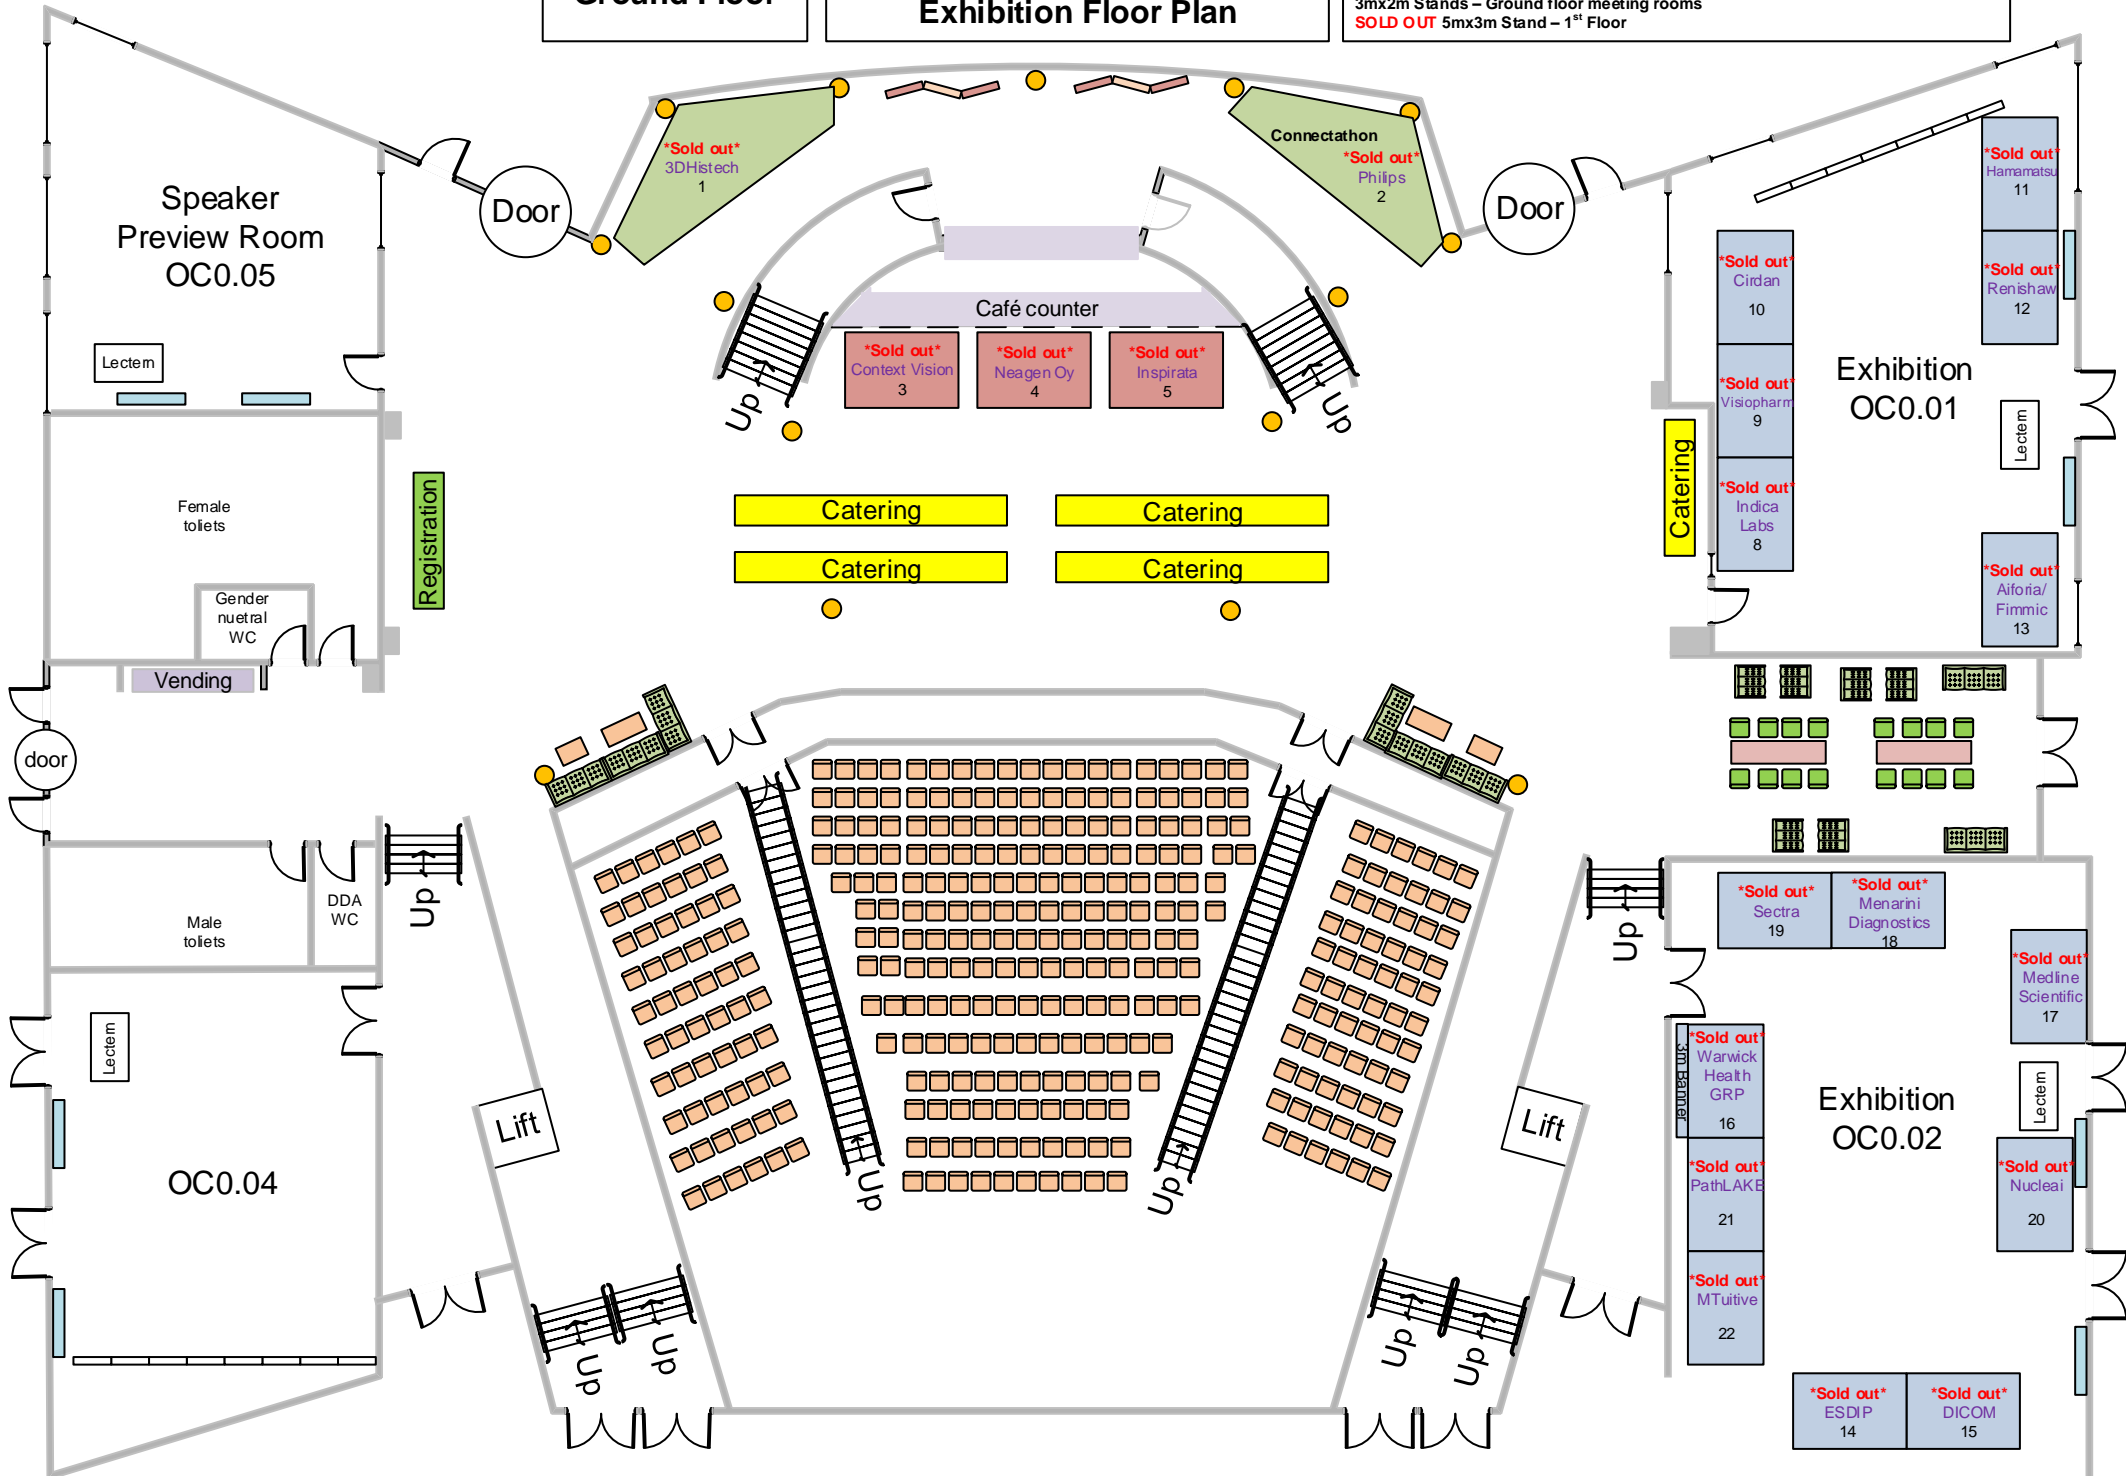 Ground Floor
Exhibition Floor Plan
3mx2m Stands – Ground floor meeting rooms
SOLD OUT 5mx3m Stand – 1st Floor
Speaker
Preview Room
OC0.05
Lectern
Door
*Sold out*
3DHistech
1
Connectathon
*Sold out*
Philips
2
Door
Café counter
*Sold out*
Context Vision
3
*Sold out*
Neagen Oy
4
*Sold out*
Inspirata
5
Up
Up
*Sold out*
Hamamatsu
11
*Sold out*
Renishaw
12
*Sold out*
Cirdan
10
*Sold out*
Visiopharm
9
*Sold out*
Indica
Labs
8
Exhibition
OC0.01
Lectern
*Sold out*
Aiforia/
Fimmic
13
Catering
Catering
Catering
Catering
Catering
Registration
Female
toliets
Gender
nuetral
WC
Vending
door
Male
toliets
DDA
WC
Up
Lectern
OC0.04
Lift
Up
Up
Up
Up
Up
Up
Lift
Up
*Sold out*
Sectra
19
*Sold out*
Menarini
Diagnostics
18
*Sold out*
Medline
Scientific
17
3m Banner
*Sold out*
Warwick
Health
GRP
16
Exhibition
OC0.02
Lectern
*Sold out*
PathLAKE
21
*Sold out*
Nucleai
20
*Sold out*
MTuitive
22
*Sold out*
ESDIP
14
*Sold out*
DICOM
15